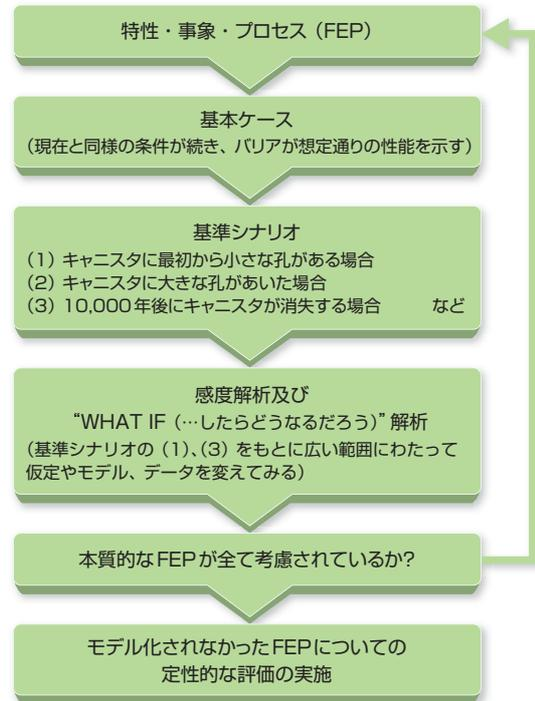 特性・事象・プロセス（FEP）
基本ケース
（現在と同様の条件が続き、バリアが想定通りの性能を示す）
基準シナリオ
（1）キャニスタに最初から小さな孔がある場合
（2）キャニスタに大きな孔があいた場合
（3）10,000年後にキャニスタが消失する場合　など
感度解析及び
“WHAT IF（…したらどうなるだろう）”解析
（基準シナリオの（1）、（3）をもとに広い範囲にわたって
仮定やモデル、データを変えてみる）
本質的なFEPが全て考慮されているか？
モデル化されなかったFEPについての
定性的な評価の実施